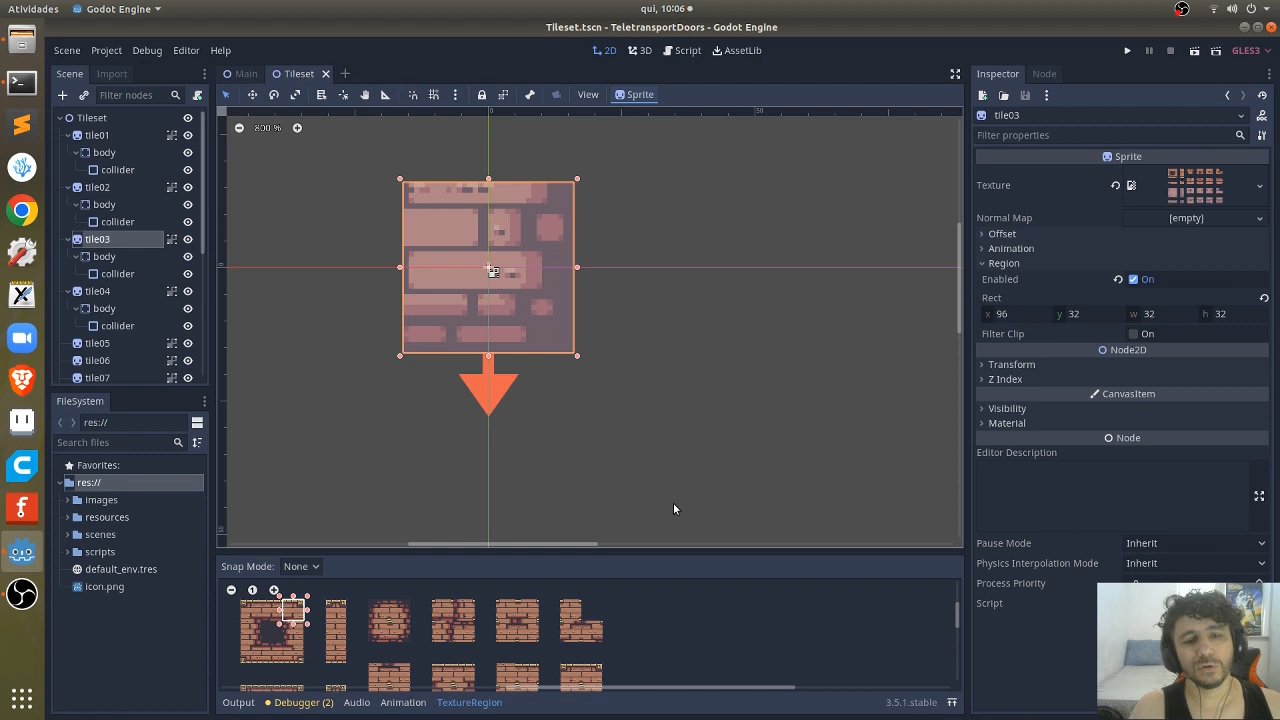 Atividades
Godot Engine
qui, 10:06
Tileset.tscn - TeletransportDoors - Godot Engine
Scene Project Debug Editor Help
2D 3D Script AssetLib
GLES3
Scene Import
Main Tileset
Inspector Node
Filter nodes
View Sprite
Tileset
tile01
body
collider
tile02
body
collider
tile03
body
collider
tile04
body
collider
tile05
tile06
tile07
800 %
0
50
FileSystem
res://
Search files
Favorites:
res://
images
resources
scenes
scripts
default_env.tres
icon.png
Snap Mode: None
Output Debugger (2) Audio Animation TextureRegion
3.5.1.stable
tile03
Filter properties
Sprite
Texture
Normal Map [empty]
Offset
Animation
Region
Enabled On
Rect
x 96 y 32 w 32 h 32
Filter Clip On
Node2D
Transform
Z Index
CanvasItem
Visibility
Material
Node
Editor Description
Pause Mode Inherit
Physics Interpolation Mode Inherit
Process Priority
Script